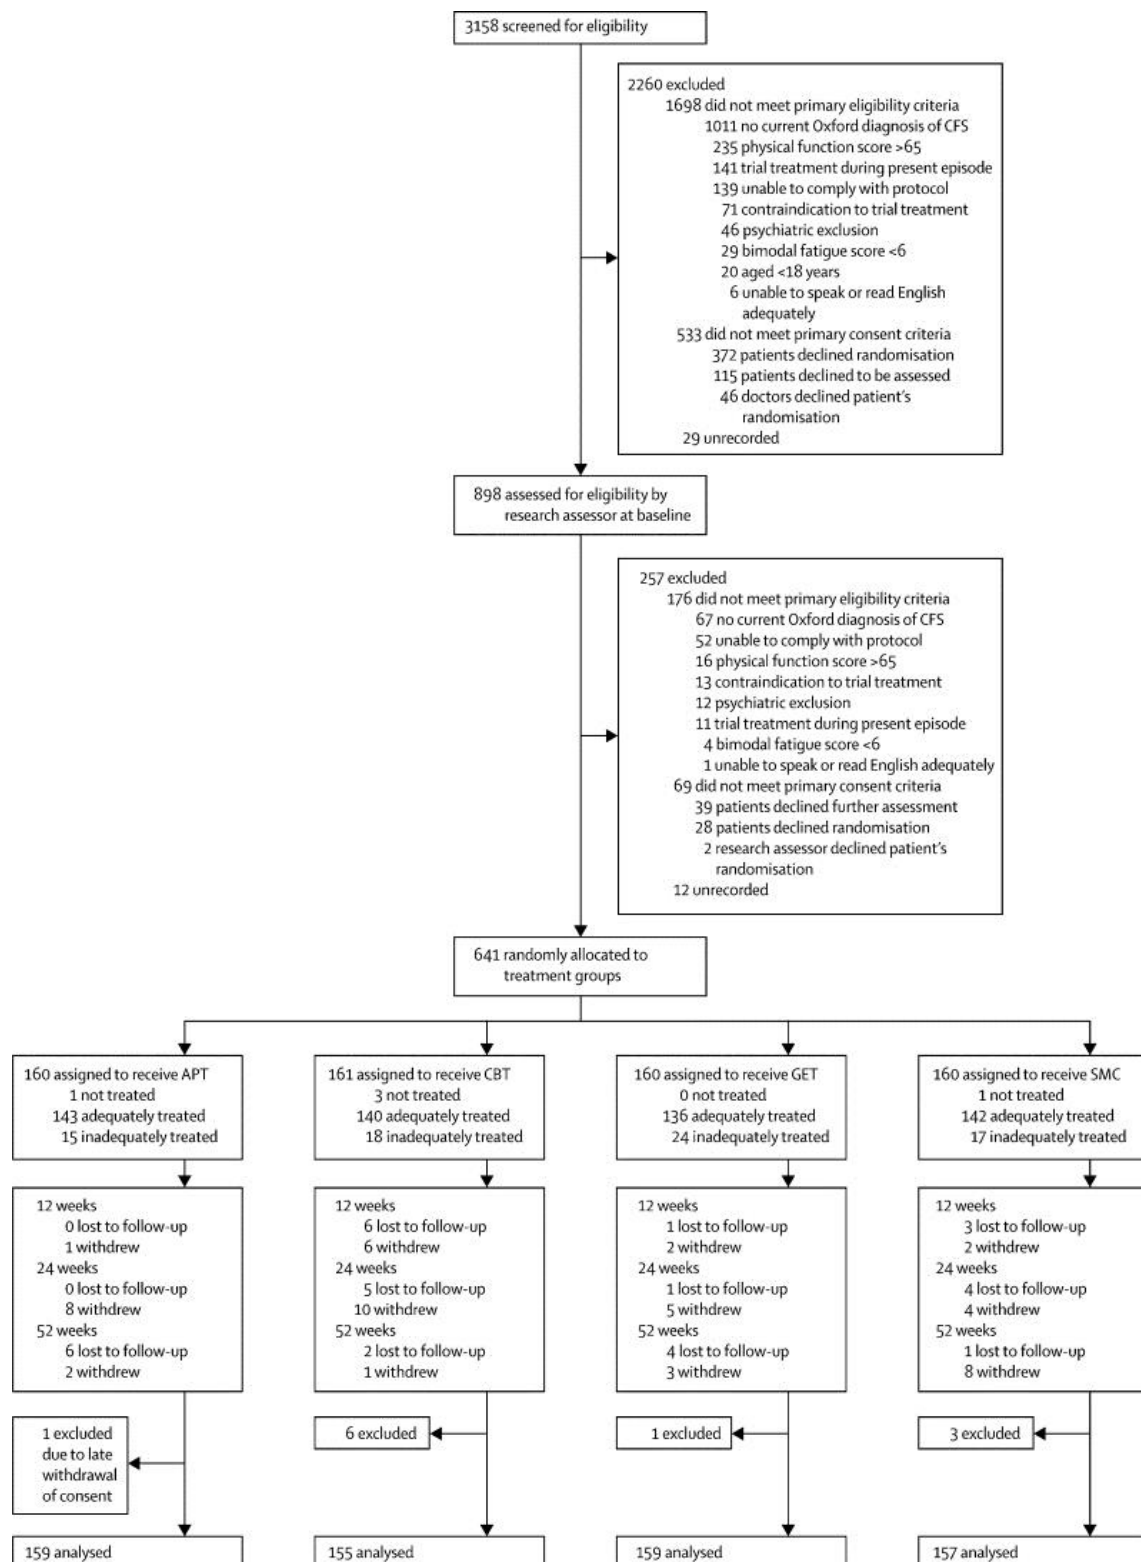 3158 screened for eligibility
2260 excluded
1698 did not meet primary eligibility criteria
1011 no current Oxford diagnosis of CFS
235 physical function score >65
141 trial treatment during present episode
139 unable to comply with protocol
71 contraindication to trial treatment
46 psychiatric exclusion
29 bimodal fatigue score <6
20 aged <18 years
6 unable to speak or read English
adequately
533 did not meet primary consent criteria
372 patients declined randomisation
115 patients declined to be assessed
46 doctors declined patient's
randomisation
29 unrecorded
898 assessed for eligibility by
research assessor at baseline
257 excluded
176 did not meet primary eligibility criteria
67 no current Oxford diagnosis of CFS
52 unable to comply with protocol
16 physical function score >65
13 contraindication to trial treatment
12 psychiatric exclusion
11 trial treatment during present episode
4 bimodal fatigue score <6
1 unable to speak or read English adequately
69 did not meet primary consent criteria
39 patients declined further assessment
28 patients declined randomisation
2 research assessor declined patient's
randomisation
12 unrecorded
641 randomly allocated to
treatment groups
160 assigned to receive APT
1 not treated
143 adequately treated
15 inadequately treated
161 assigned to receive CBT
3 not treated
140 adequately treated
18 inadequately treated
160 assigned to receive GET
0 not treated
136 adequately treated
24 inadequately treated
160 assigned to receive SMC
1 not treated
142 adequately treated
17 inadequately treated
12 weeks
0 lost to follow-up
1 withdrew
24 weeks
0 lost to follow-up
8 withdrew
52 weeks
6 lost to follow-up
2 withdrew
12 weeks
6 lost to follow-up
6 withdrew
24 weeks
5 lost to follow-up
10 withdrew
52 weeks
2 lost to follow-up
1 withdrew
12 weeks
1 lost to follow-up
2 withdrew
24 weeks
1 lost to follow-up
5 withdrew
52 weeks
4 lost to follow-up
3 withdrew
12 weeks
3 lost to follow-up
2 withdrew
24 weeks
4 lost to follow-up
4 withdrew
52 weeks
1 lost to follow-up
8 withdrew
1 excluded
due to late
withdrawal
of consent
6 excluded
1 excluded
3 excluded
159 analysed
155 analysed
159 analysed
157 analysed